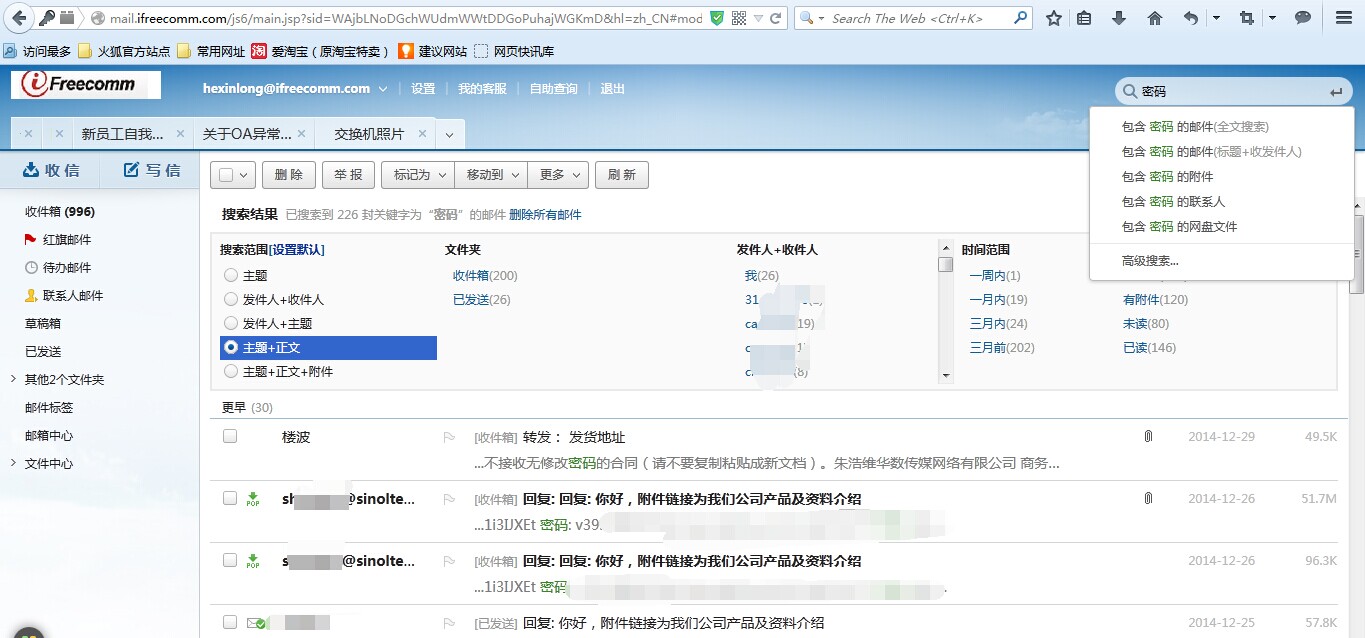 mail.ifreecomm.com/js6/main.jsp?sid=WAjbLNoDGchWUdmWWtDDGoPuhajWGKmD&hl=zh_CN#mod
Search The Web <Ctrl+K>
访问最多 火狐官方站点 常用网址 淘 爱淘宝（原淘宝特卖） 建议网站 网页快讯库
iFreecomm hexinlong@ifreecomm.com 设置 我的客服 自助查询 退出 密码
新员工自我... 关于OA异常... 交换机照片
包含 密码 的邮件(全文搜索)
包含 密码 的邮件(标题+收发件人)
包含 密码 的附件
包含 密码 的联系人
包含 密码 的网盘文件
高级搜索...
收信 写信
收件箱 (996)
红旗邮件
待办邮件
联系人邮件
草稿箱
已发送
其他2个文件夹
邮件标签
邮箱中心
文件中心
删除 举报 标记为 移动到 更多 刷新
搜索结果 已搜索到 226 封关键字为“密码”的邮件 删除所有邮件
搜索范围[设置默认] 文件夹 发件人+收件人 时间范围
主题 收件箱(200) 我(26) 一周内(1)
发件人+收件人 已发送(26) 31 一月内(19) 有附件(120)
发件人+主题 ca 19) 三月内(24) 未读(80)
主题+正文 三月前(202) 已读(146)
主题+正文+附件 (8)
更早 (30)
楼波 [收件箱] 转发： 发货地址 2014-12-29 49.5K
...不接收无修改密码的合同（请不要复制粘贴成新文档）。朱浩维华数传媒网络有限公司 商务...
POP sh @sinolte... [收件箱] 回复: 回复: 你好，附件链接为我们公司产品及资料介绍 2014-12-26 51.7M
...1i3IJXEt 密码: v39.
POP s @sinolte... [收件箱] 回复: 回复: 你好，附件链接为我们公司产品及资料介绍 2014-12-26 96.3K
...1i3IJXEt 密码
[已发送] 回复: 你好，附件链接为我们公司产品及资料介绍 2014-12-25 57.8K